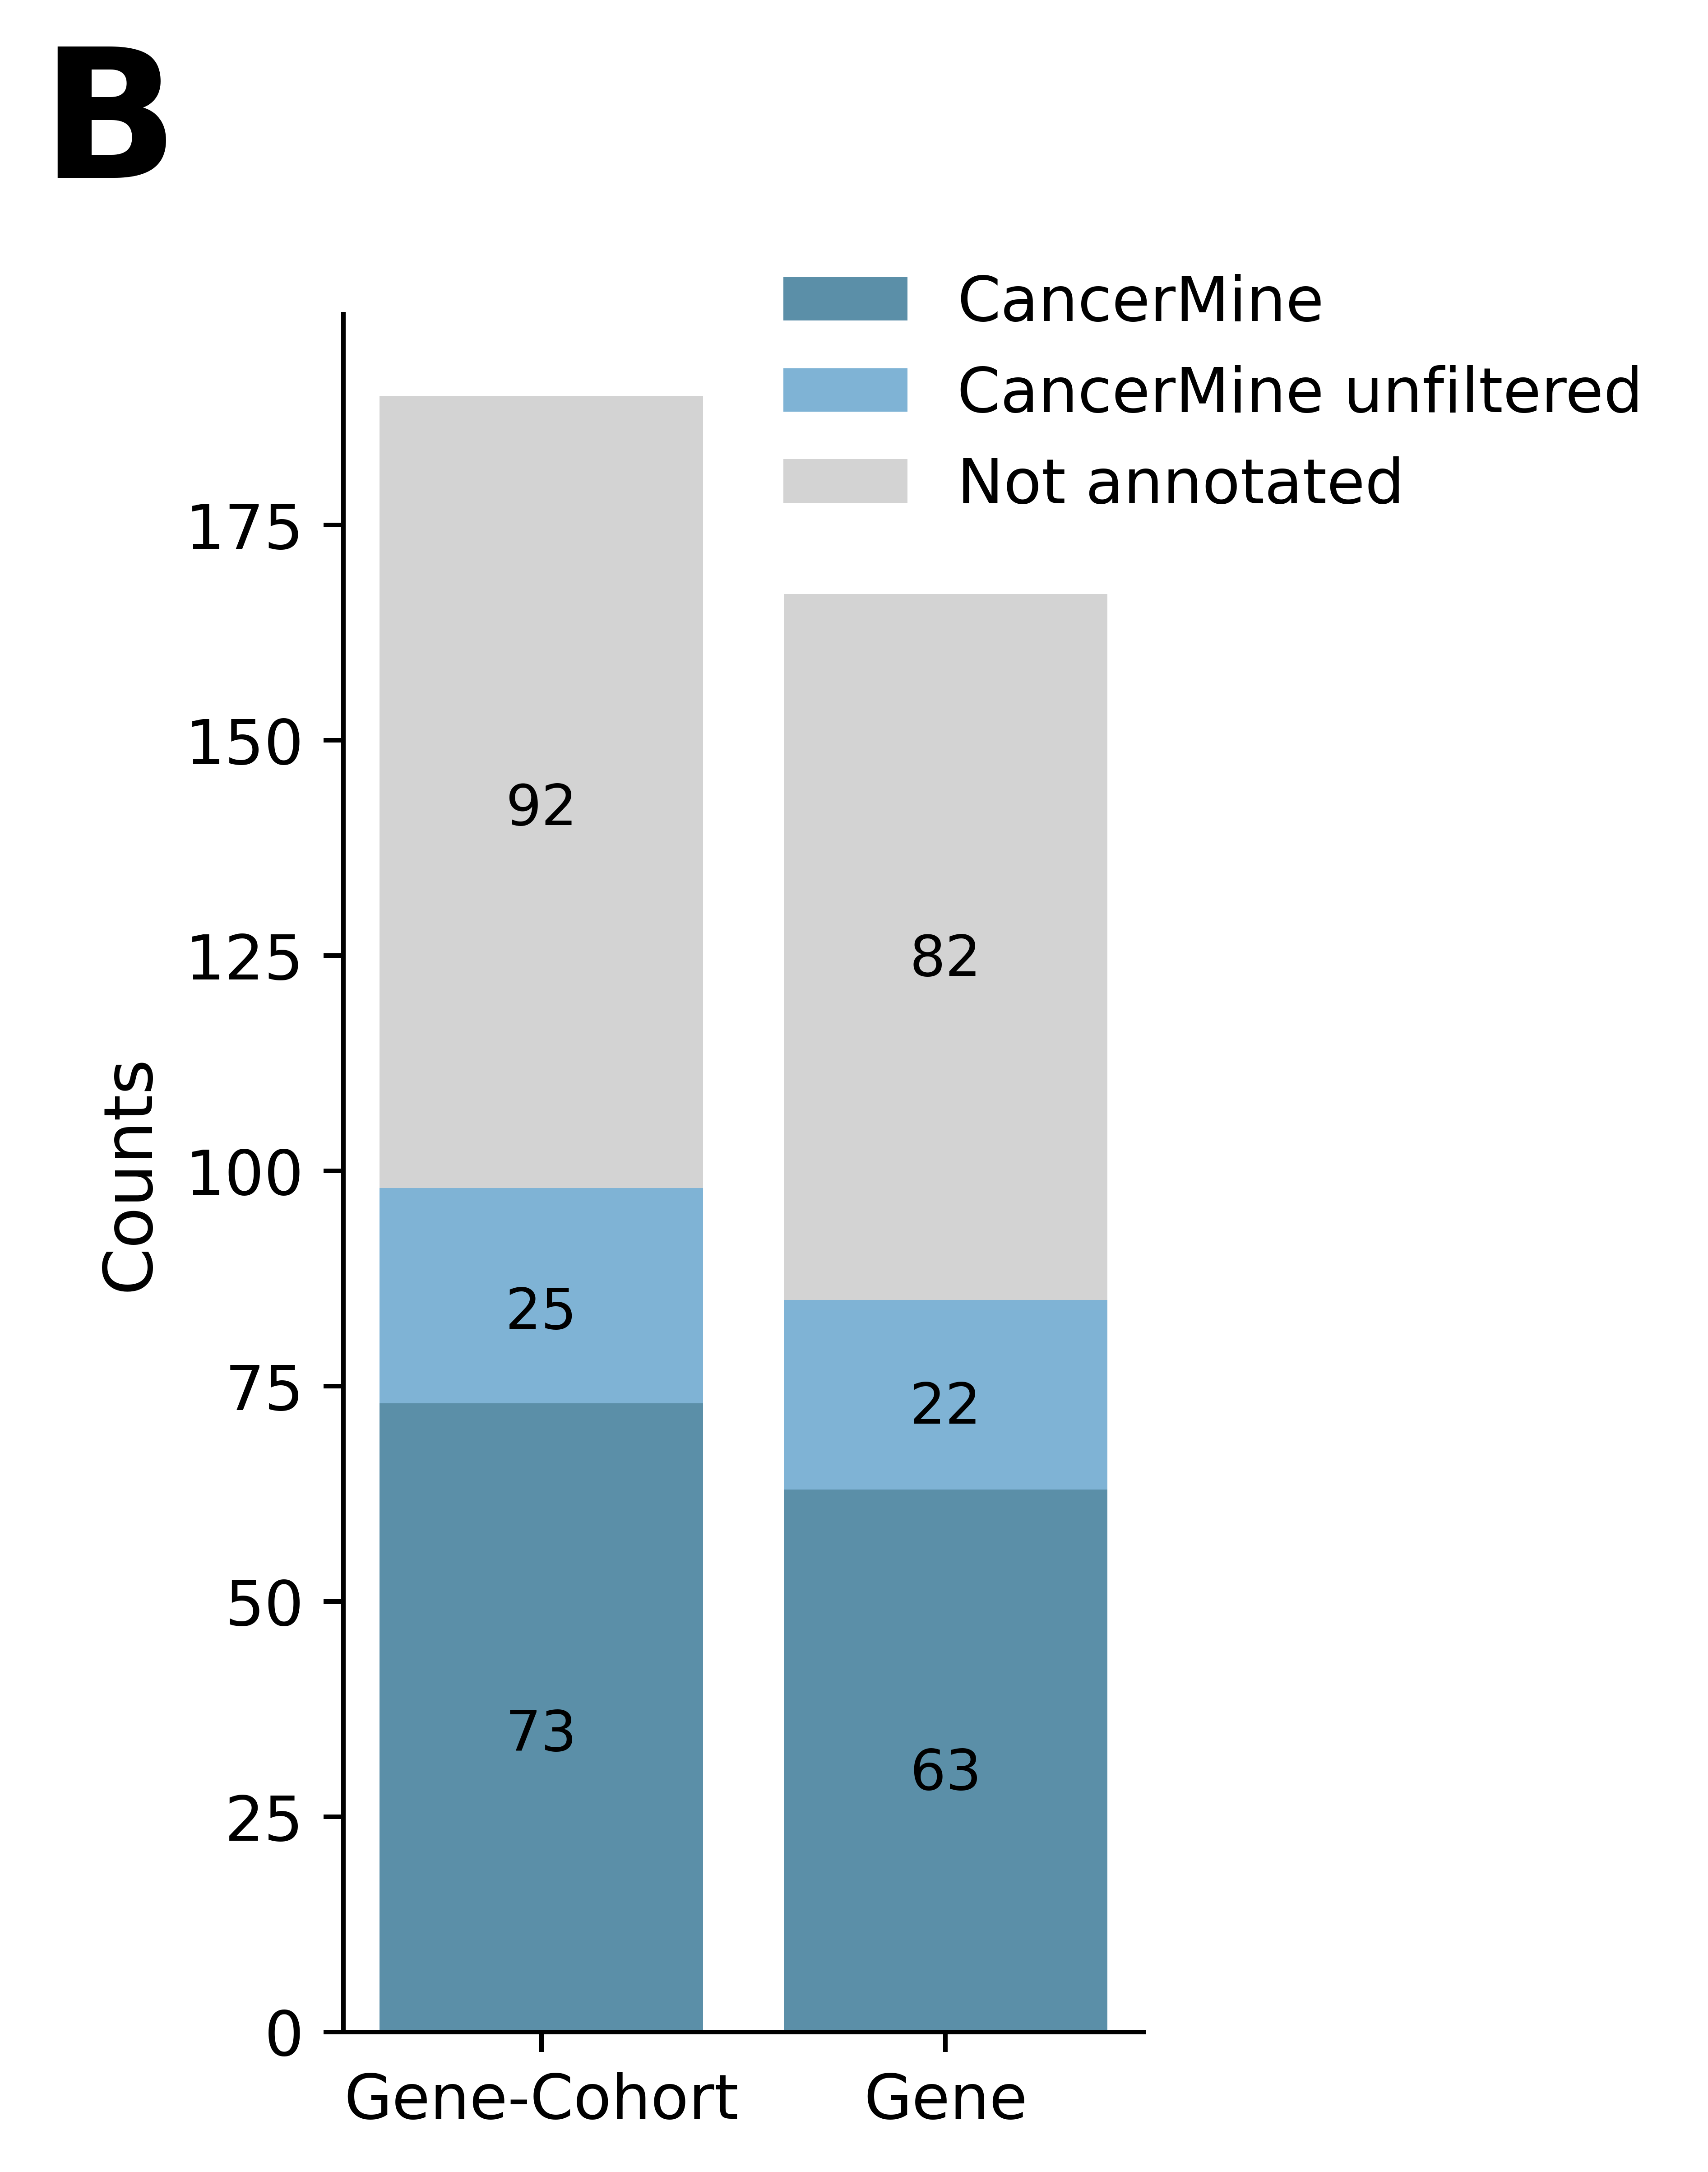 B
CancerMine
CancerMine unfiltered
Not annotated
175
150
125
100
75
50
25
0
Counts
92
25
73
82
22
63
Gene-Cohort
Gene